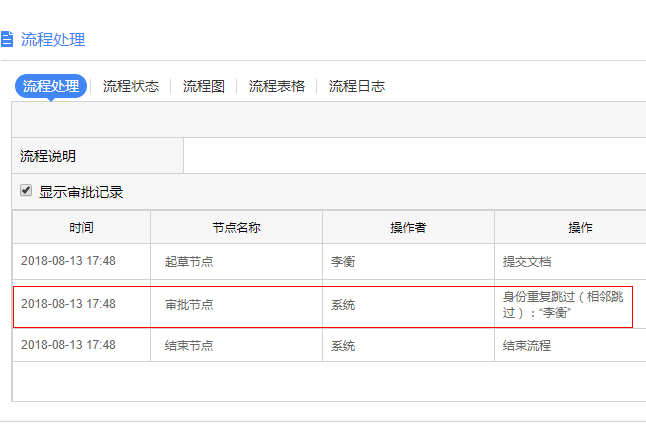 流程处理
流程处理 流程状态 流程图 流程表格 流程日志
流程说明
显示审批记录
时间 节点名称 操作者 操作
2018-08-13 17:48 起草节点 李衡 提交文档
2018-08-13 17:48 审批节点 系统 身份重复跳过（相邻跳
过）：“李衡”
2018-08-13 17:48 结束节点 系统 结束流程